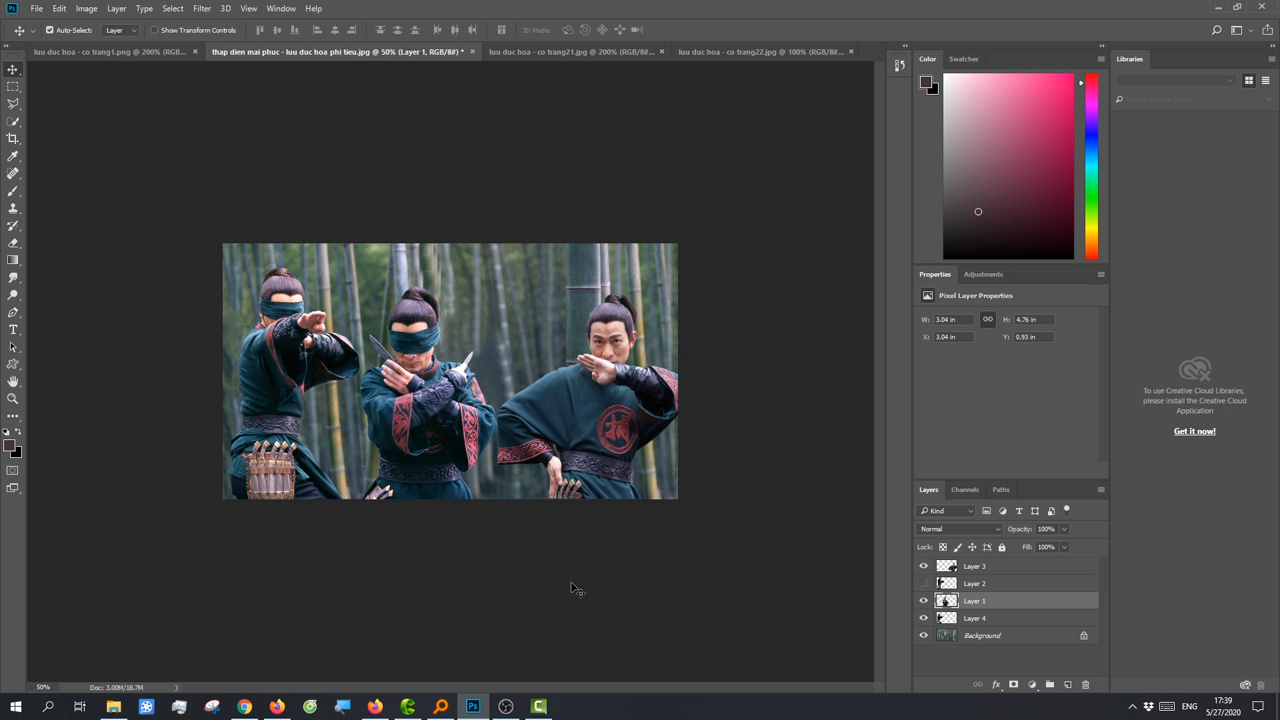 File Edit Image Layer Type Select Filter 3D View Window Help
Auto-Select: Layer Show Transform Controls 3D Mode:
luu duc hoa - co trang1.png @ 200% (RGB... × thap dien mai phuc - luu duc hoa phi tieu.jpg @ 50% (Layer 1, RGB/8#) * × luu duc hoa - co trang21.jpg @ 200% (RGB/8#... × luu duc hoa - co trang22.jpg @ 100% (RGB/8#... ×
Color Swatches
Libraries
Search Adobe Stock
Properties Adjustments
Pixel Layer Properties
W: 3.04 in H: 4.76 in
X: 3.04 in Y: 0.93 in
To use Creative Cloud Libraries,
please install the Creative Cloud
Application
Get it now!
Layers Channels Paths
Kind
Normal Opacity: 100%
Lock: Fill: 100%
Layer 3
Layer 2
Layer 1
Layer 4
Background
50% Doc: 3.00M/18.7M
Ps
ENG
17:39
5/27/2020